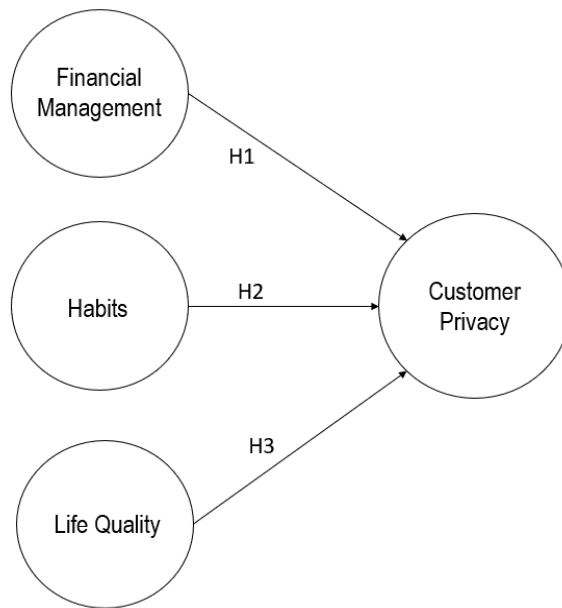 Financial
Management
H1
Habits
H2
Customer
Privacy
H3
Life Quality